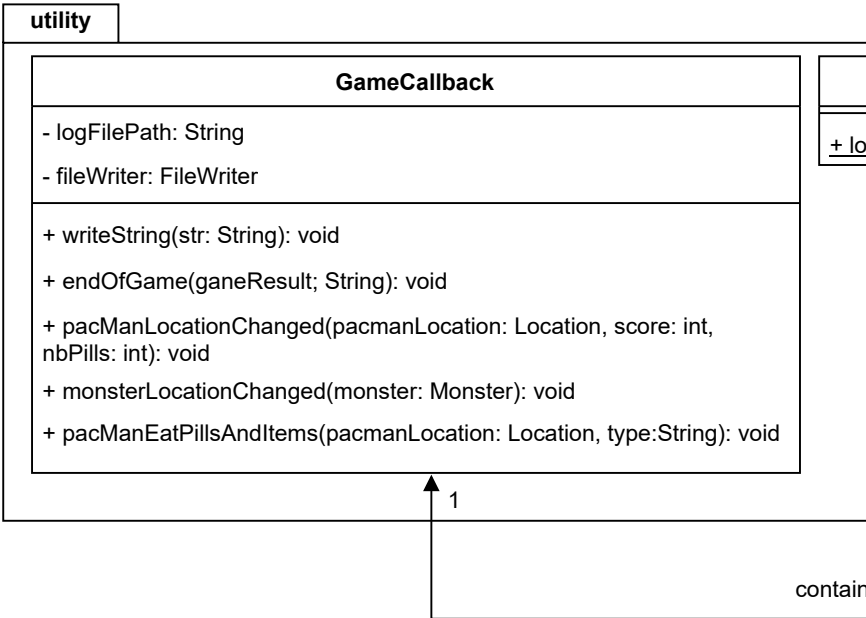 utility
GameCallback
- logFilePath: String
- fileWriter: FileWriter
+ writeString(str: String): void
+ endOfGame(ganeResult; String): void
+ pacManLocationChanged(pacmanLocation: Location, score: int,
nbPills: int): void
+ monsterLocationChanged(monster: Monster): void
+ pacManEatPillsAndItems(pacmanLocation: Location, type:String): void
+ lo
1
contain